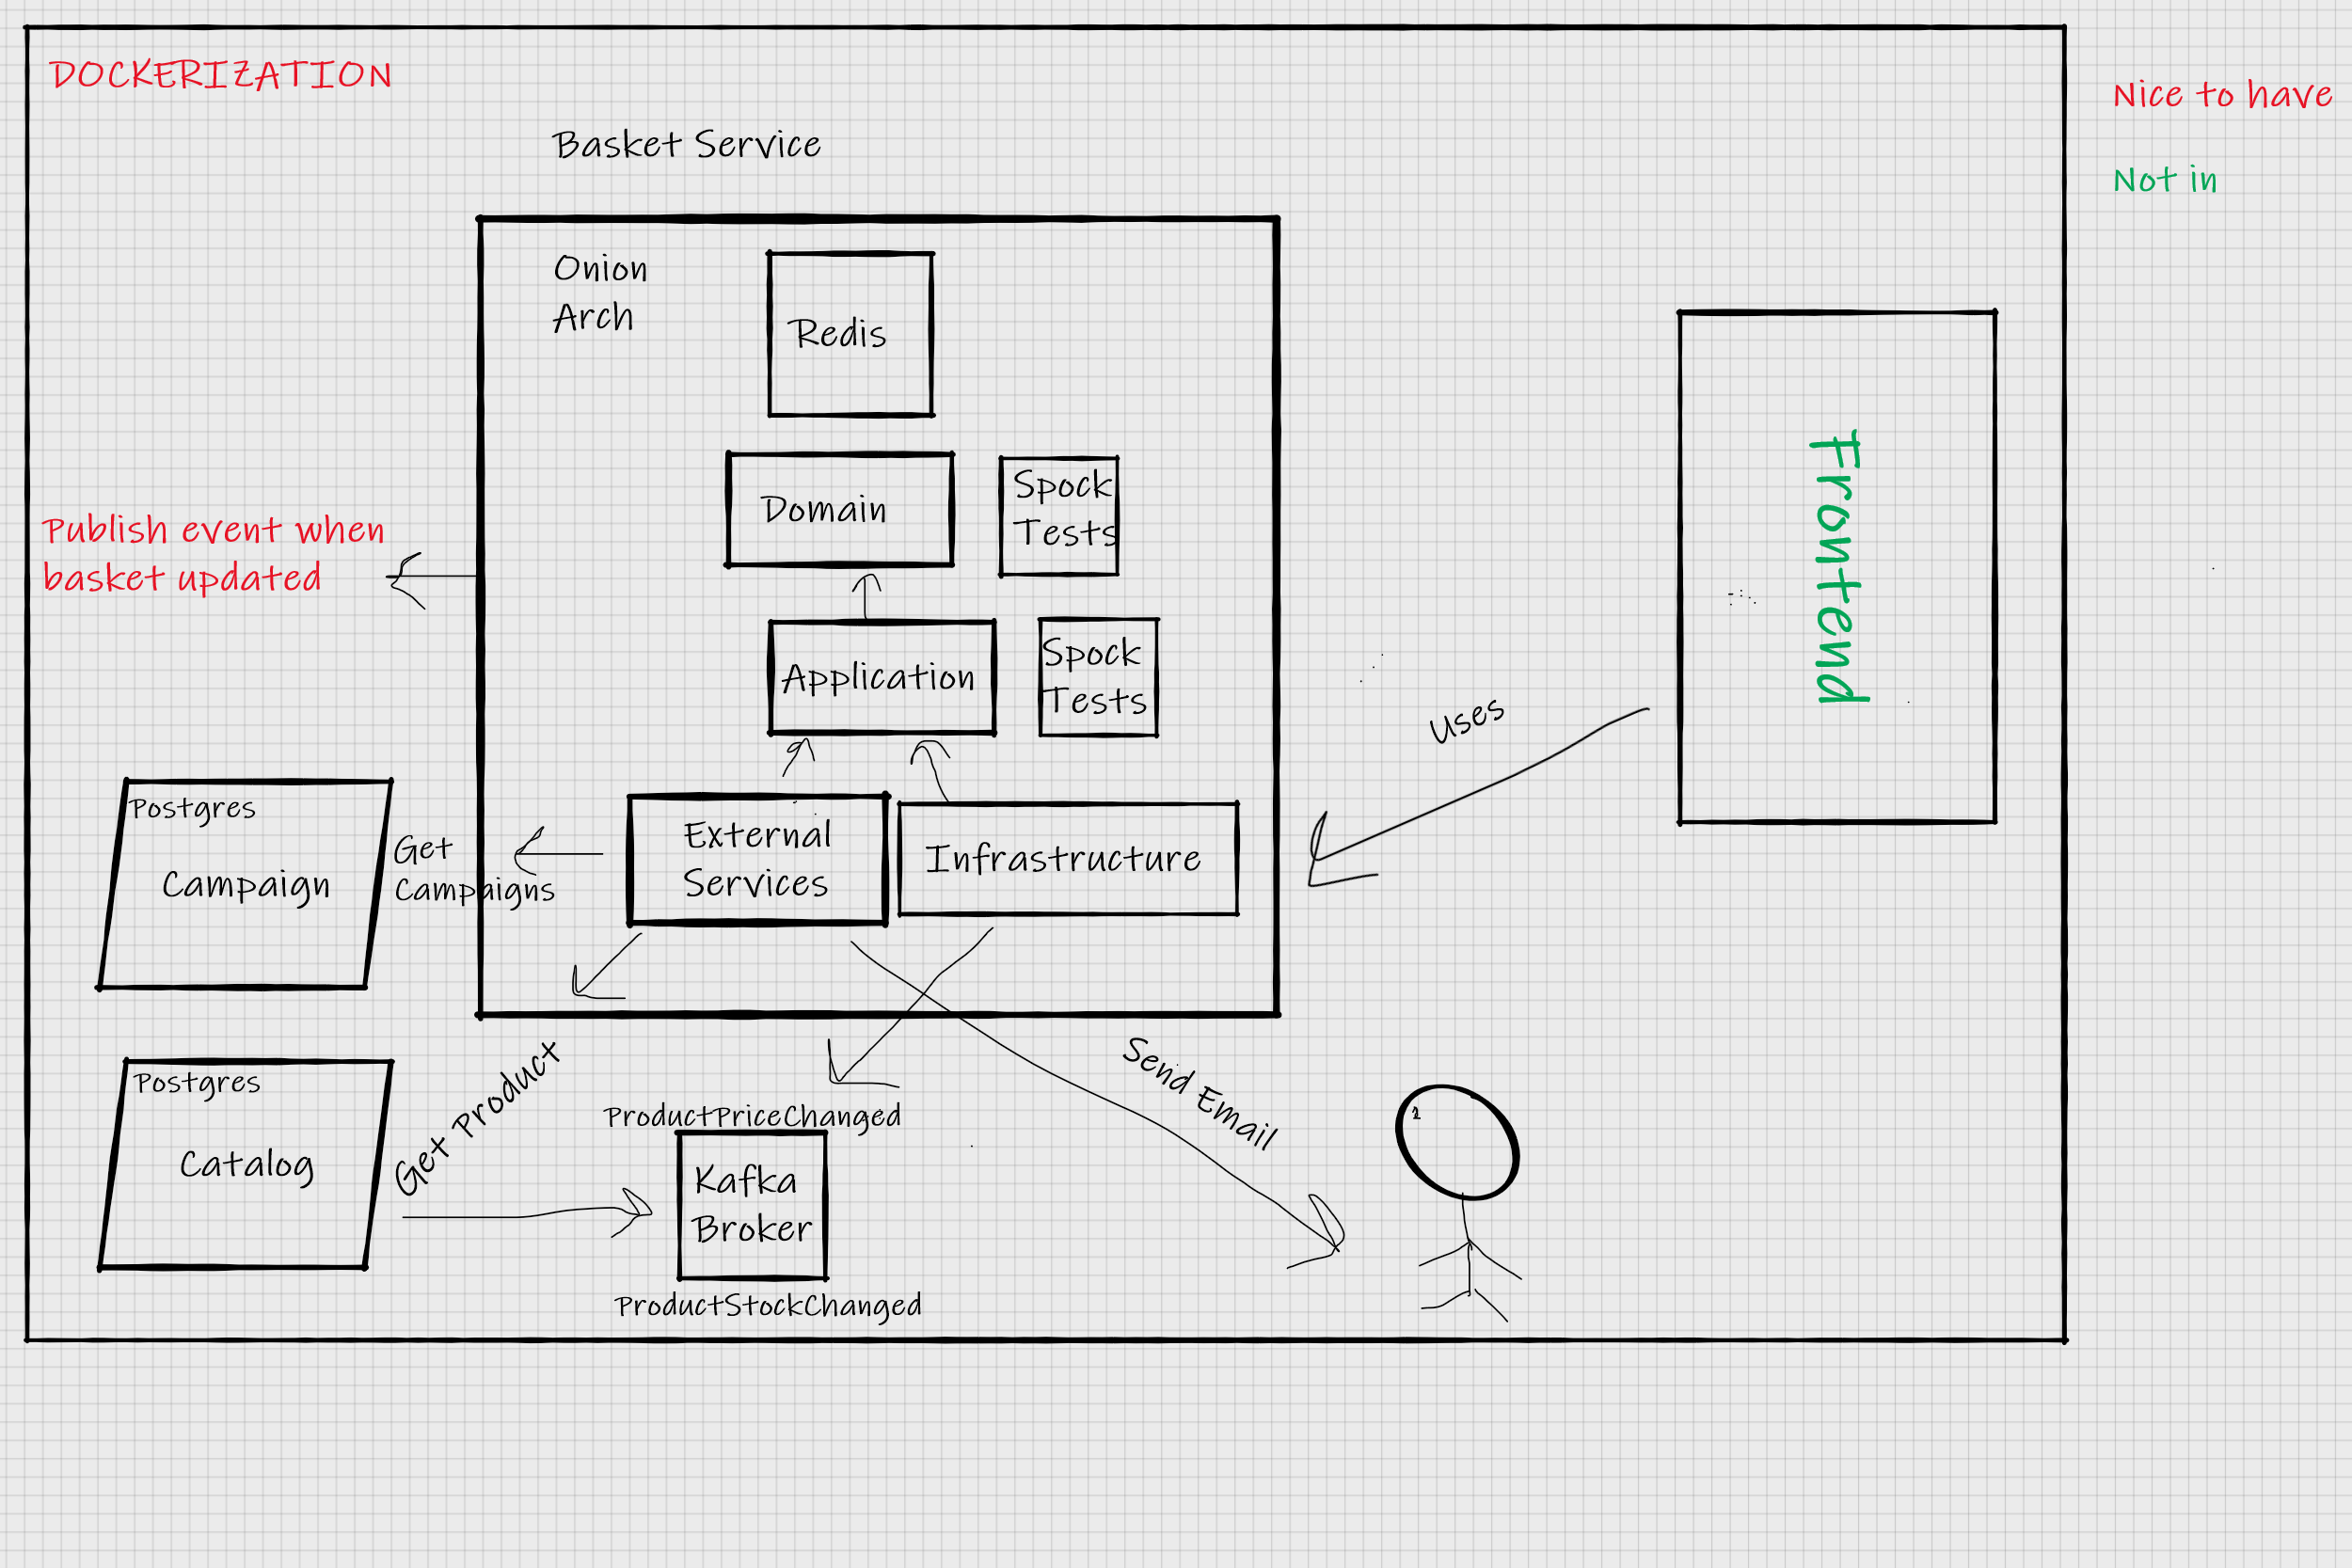 DOCKERIZATION
Nice to have
Basket Service
Not in
Onion
Arch
Redis
Domain
Spock
Tests
Publish event when
basket updated
Frontend
Application
Spock
Tests
Uses
Postgres
Campaign
Get
Campaigns
External
Services
Infrastructure
Postgres
Catalog
Get Product
Send Email
ProductPriceChanged
Kafka
Broker
ProductStockChanged